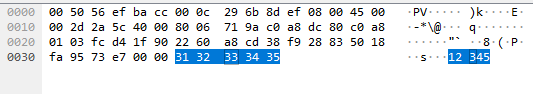 0000 00 50 56 ef ba cc 00 0c 29 6b 8d ef 08 00 45 00 ·PV·····)k····E·
0010 00 2d 2a 5c 40 00 80 06 71 9a c0 a8 dc 80 c0 a8 ·-*\@···q·······
0020 01 03 fc d4 1f 90 22 60 a8 cd 38 f9 28 83 50 18 ······"`··8·(·P·
0030 fa 95 73 e7 00 00 31 32 33 34 35 ··s···12345